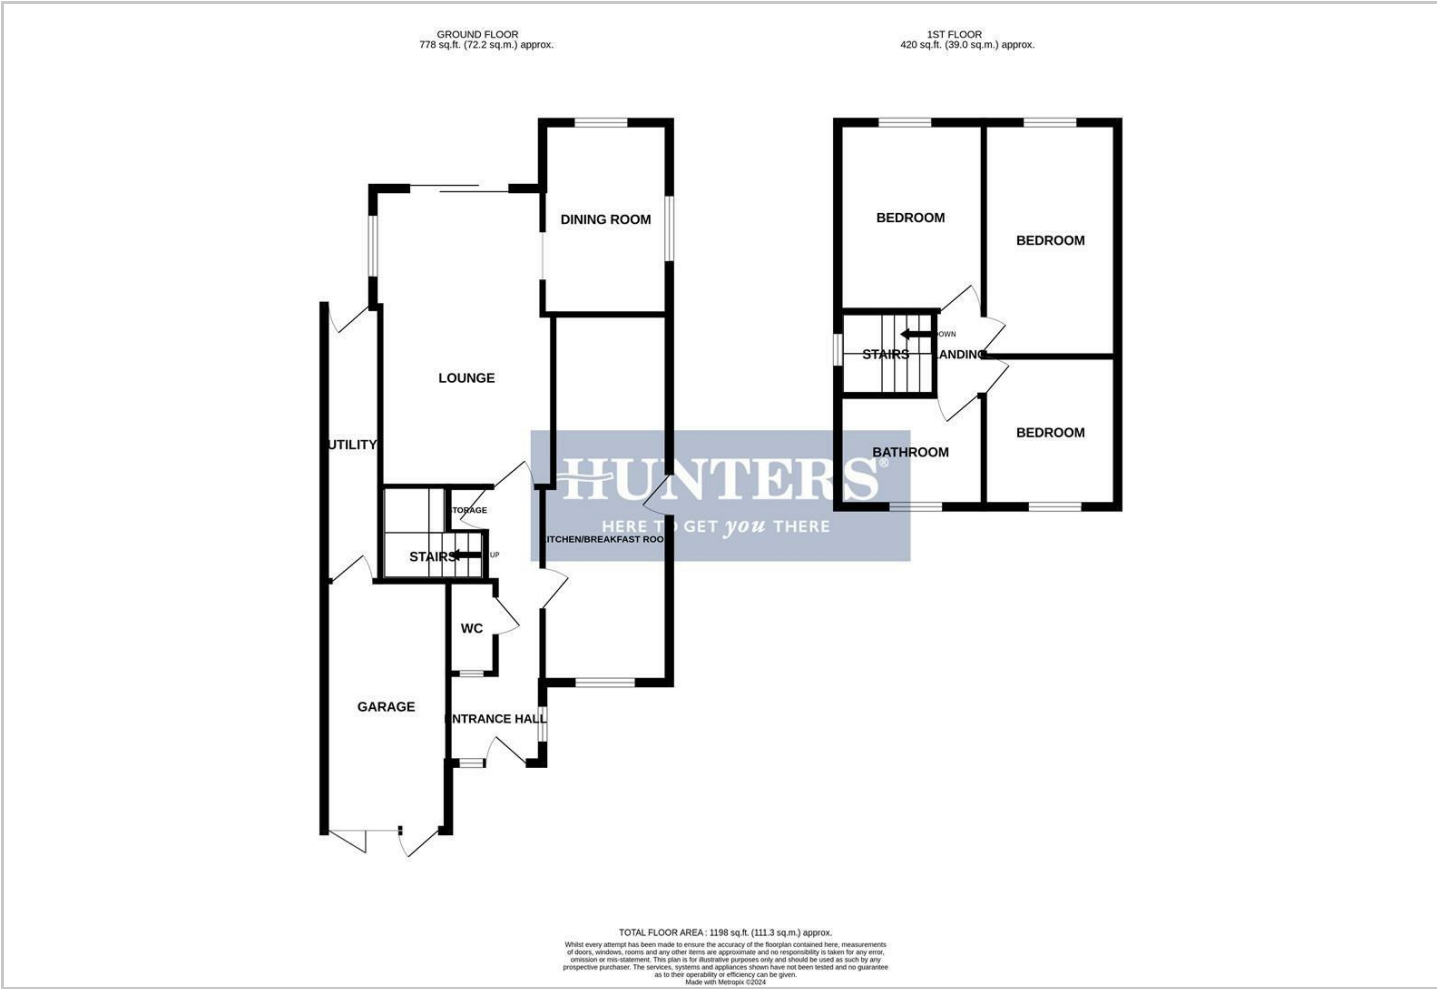 GROUND FLOOR
778 sq.ft. (72.2 sq.m.) approx.
1ST FLOOR
420 sq.ft. (39.0 sq.m.) approx.
DINING ROOM
LOUNGE
UTILITY
STORAGE
STAIRS
UP
KITCHEN/BREAKFAST ROOM
WC
GARAGE
ENTRANCE HALL
BEDROOM
BEDROOM
DOWN
STAIRS
LANDING
BEDROOM
BATHROOM
HUNTERS®
HERE TO GET you THERE
TOTAL FLOOR AREA : 1198 sq.ft. (111.3 sq.m.) approx.
Whilst every attempt has been made to ensure the accuracy of the floorplan contained here, measurements
of doors, windows, rooms and any other items are approximate and no responsibility is taken for any error,
omission or mis-statement. This plan is for illustrative purposes only and should be used as such by any
prospective purchaser. The services, systems and appliances shown have not been tested and no guarantee
as to their operability or efficiency can be given.
Made with Metropix ©2024